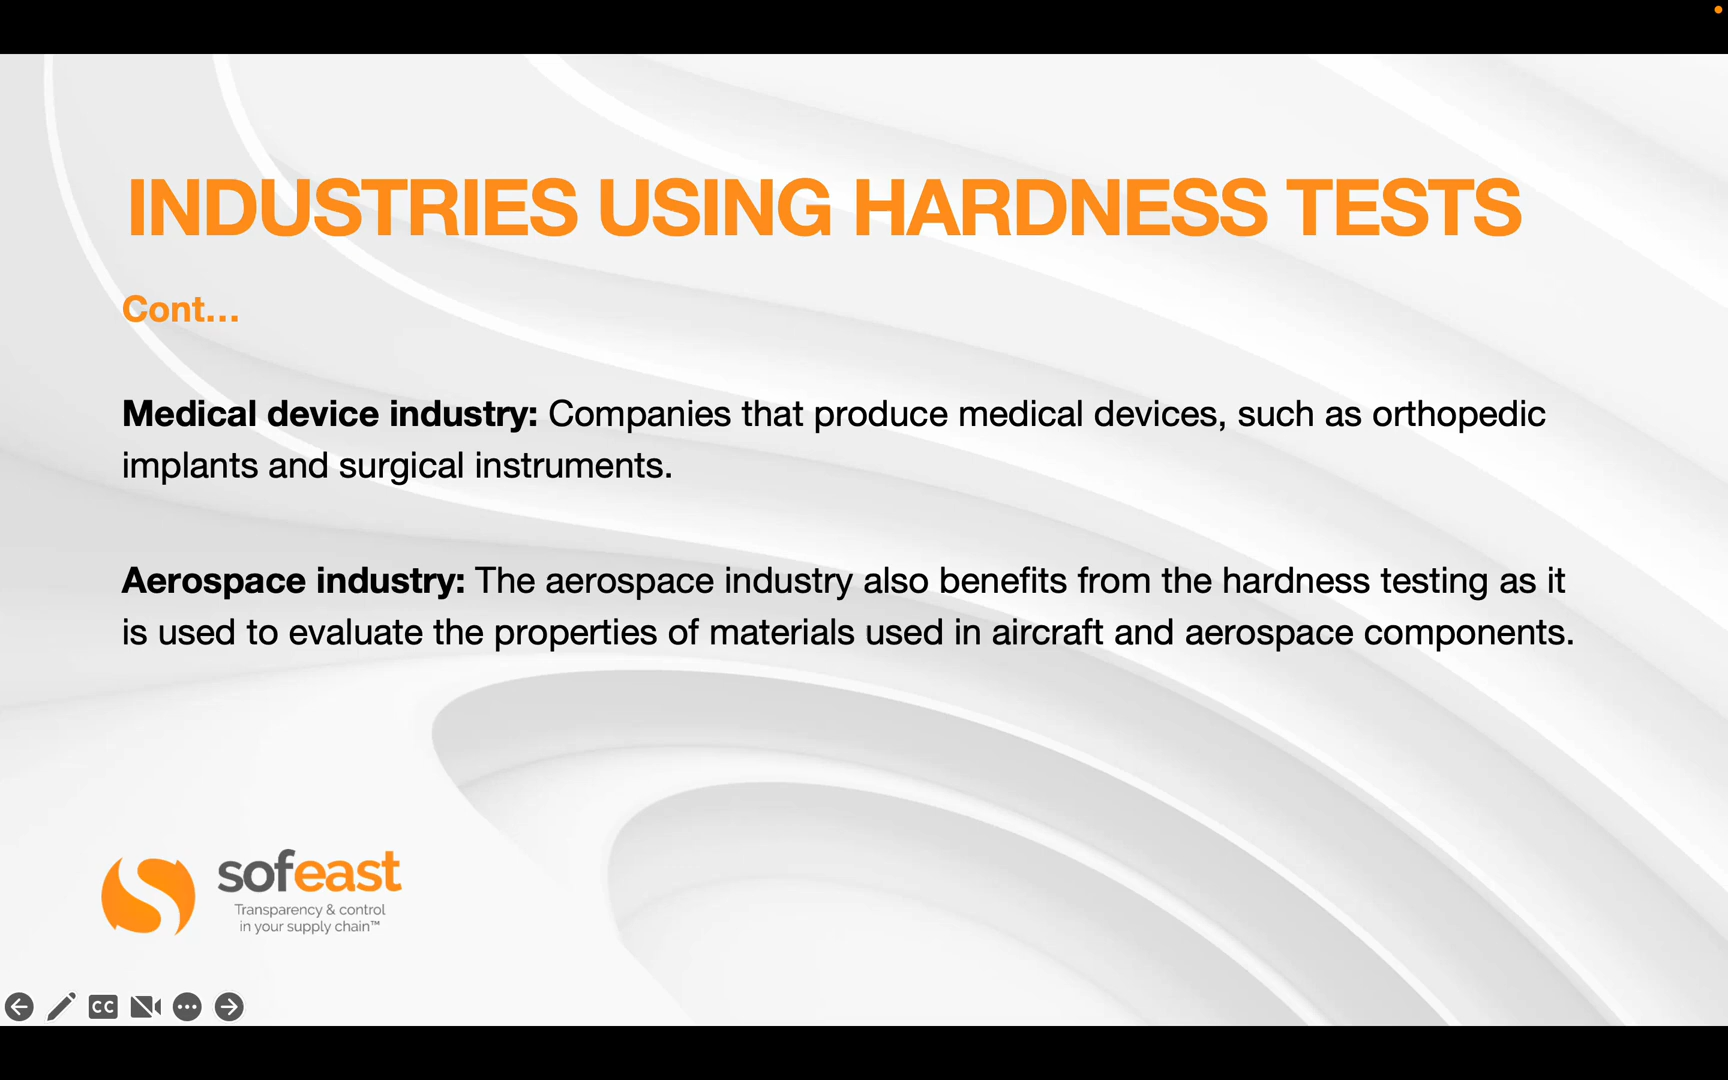 INDUSTRIES USING HARDNESS TESTS
Cont...
Medical device industry: Companies that produce medical devices, such as orthopedic
implants and surgical instruments.
Aerospace industry: The aerospace industry also benefits from the hardness testing as it
is used to evaluate the properties of materials used in aircraft and aerospace components.
sofeast
Transparency & control
in your supply chain™
CC